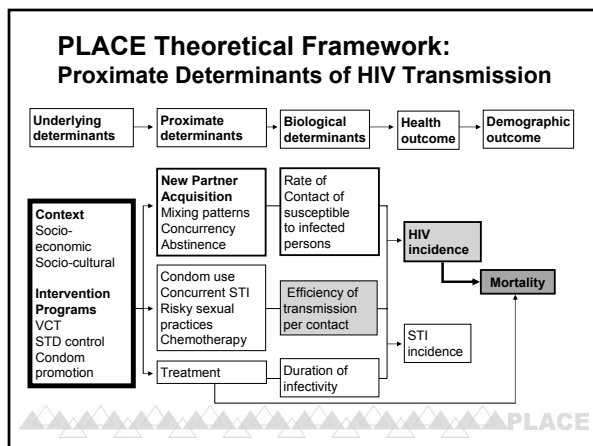 PLACE Theoretical Framework:
Proximate Determinants of HIV Transmission
Underlying
determinants
Proximate
determinants
Biological
determinants
Health
outcome
Demographic
outcome
Context
Socio-
economic
Socio-cultural
Intervention
Programs
VCT
STD control
Condom
promotion
New Partner
Acquisition
Mixing patterns
Concurrency
Abstinence
Rate of
Contact of
susceptible
to infected
persons
Condom use
Concurrent STI
Risky sexual
practices
Chemotherapy
Efficiency of
transmission
per contact
Treatment
Duration of
infectivity
HIV
incidence
STI
incidence
Mortality
PLACE